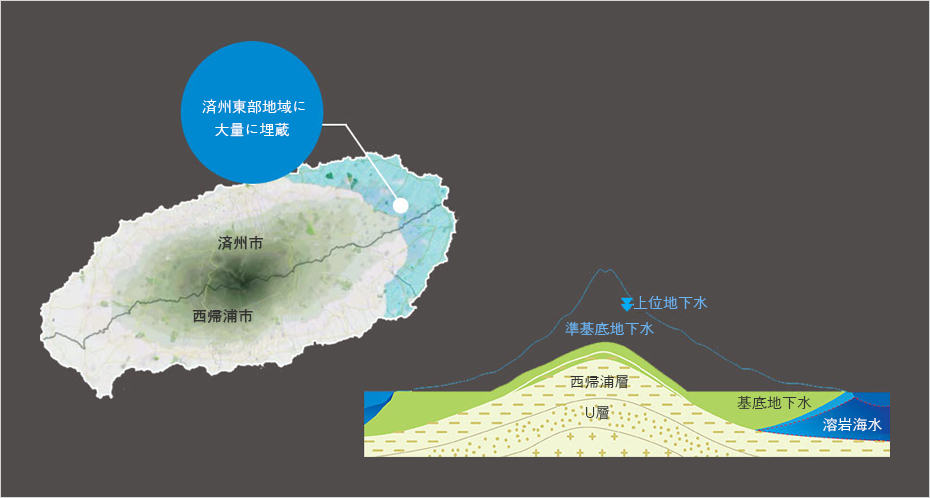 済州東部地域に
大量に埋蔵
済州市
西帰浦市
上位地下水
準基底地下水
西帰浦層
U層
基底地下水
溶岩海水